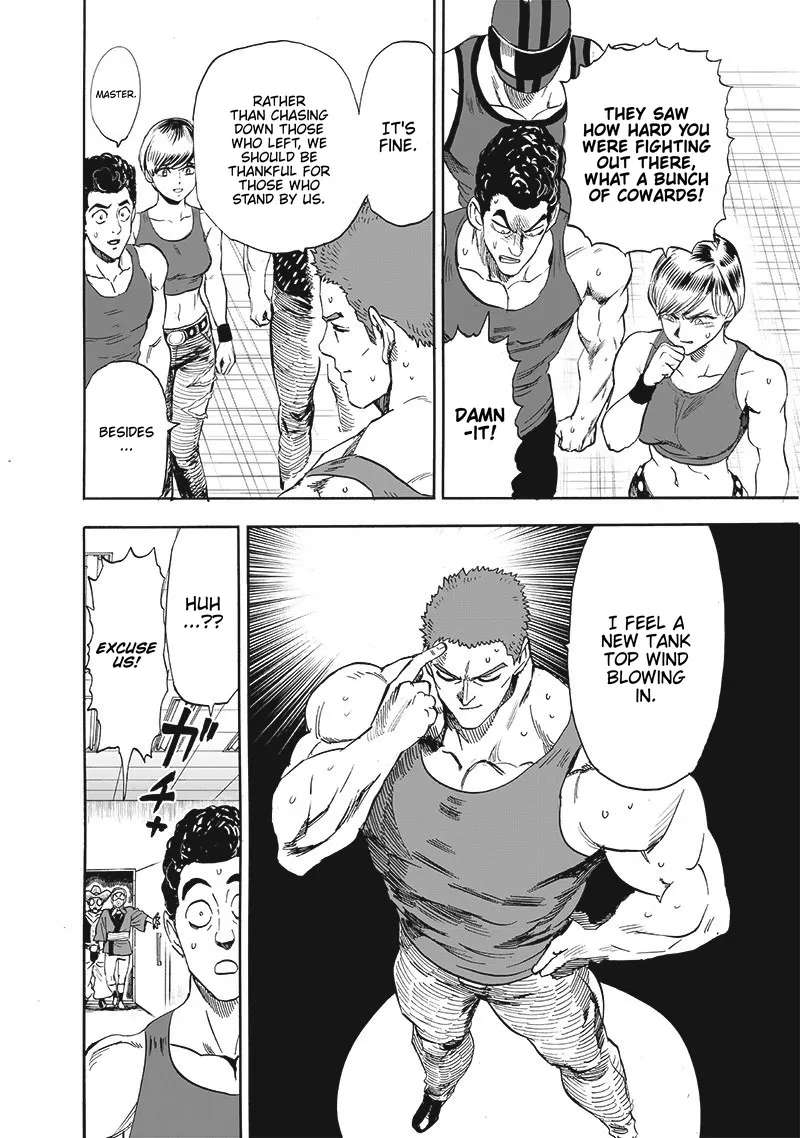 THEY SAW
HOW HARD YOU
WERE FIGHTING
OUT THERE,
WHAT A BUNCH
OF COWARDS!
DAMN
-IT!
IT'S
FINE.
RATHER
THAN CHASING
DOWN THOSE
WHO LEFT, WE
SHOULD BE
THANKFUL FOR
THOSE WHO
STAND BY US.
MASTER.
BESIDES
...
I FEEL A
NEW TANK
TOP WIND
BLOWING
IN.
HUH
...??
EXCUSE
US!
ガチャ